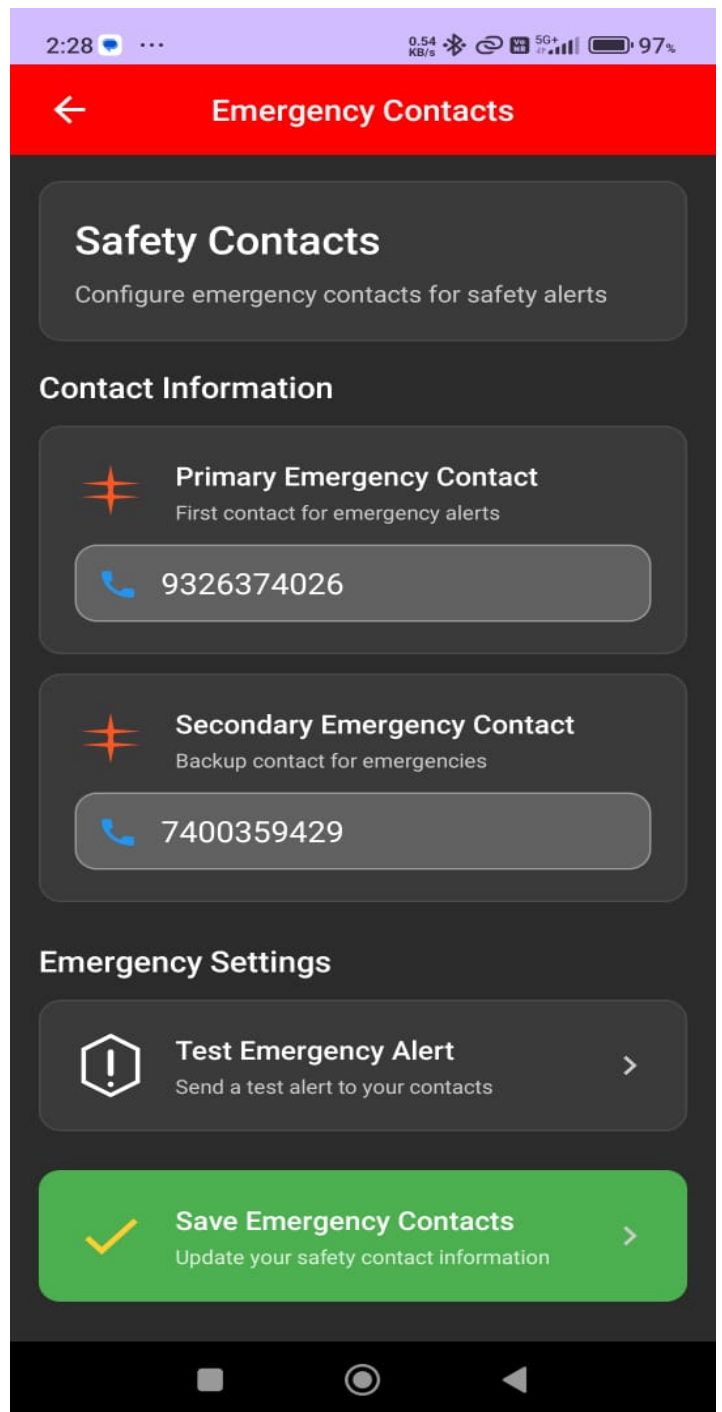 2:28 ... 0.54 KB/s Vo NR 5G+ 97%
Emergency Contacts
Safety Contacts
Configure emergency contacts for safety alerts
Contact Information
Primary Emergency Contact
First contact for emergency alerts
9326374026
Secondary Emergency Contact
Backup contact for emergencies
7400359429
Emergency Settings
Test Emergency Alert
Send a test alert to your contacts
Save Emergency Contacts
Update your safety contact information